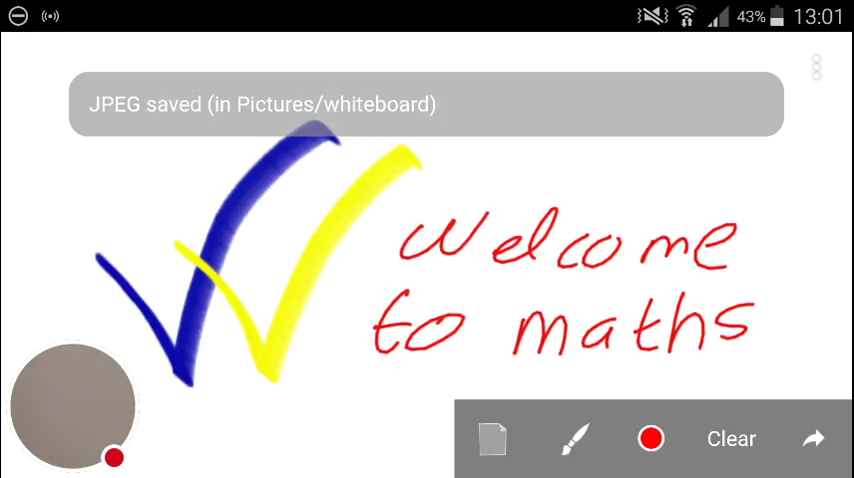 43% 13:01
JPEG saved (in Pictures/whiteboard)
Welcome
to maths
Clear